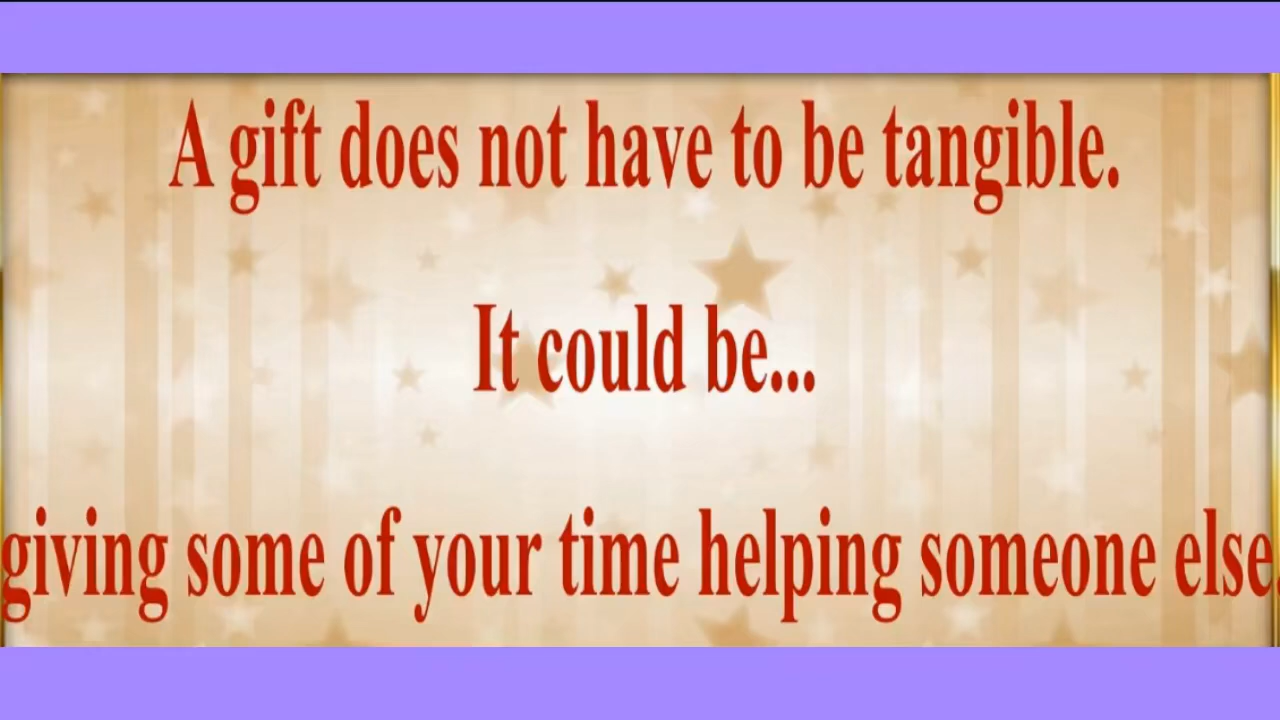 A gift does not have to be tangible.
It could be...
giving some of your time helping someone else.